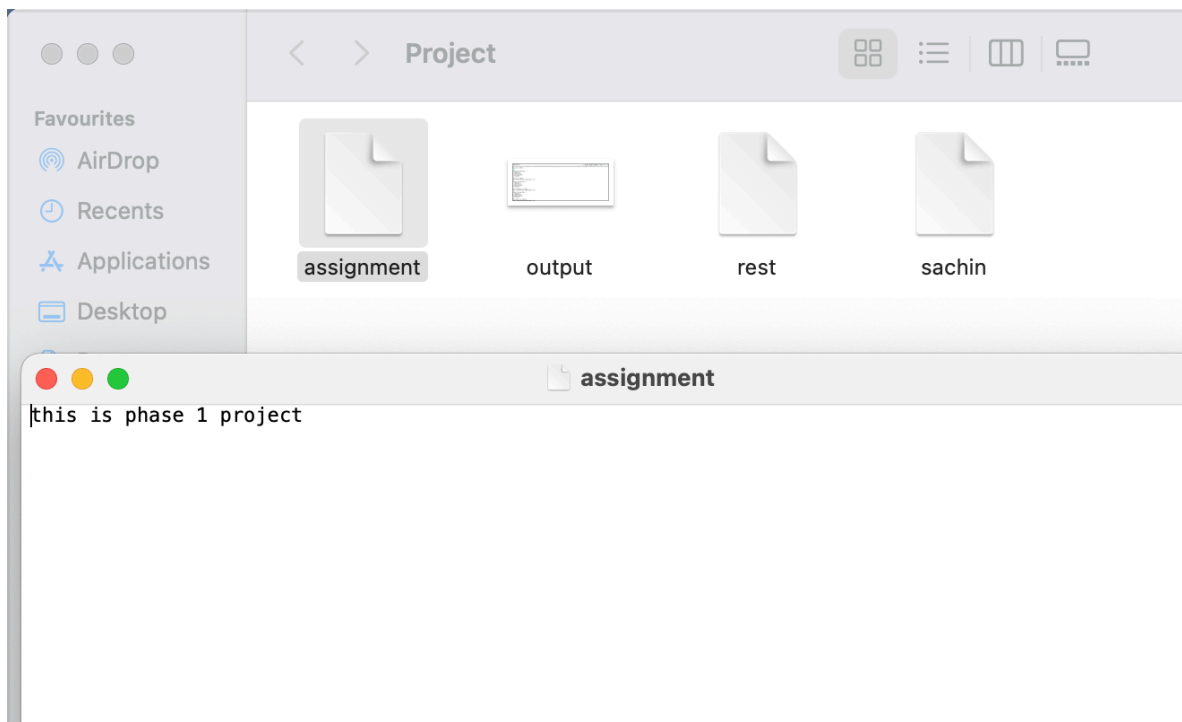 Project
Favourites
AirDrop
Recents
Applications
Desktop
assignment
output
rest
sachin
assignment
this is phase 1 project